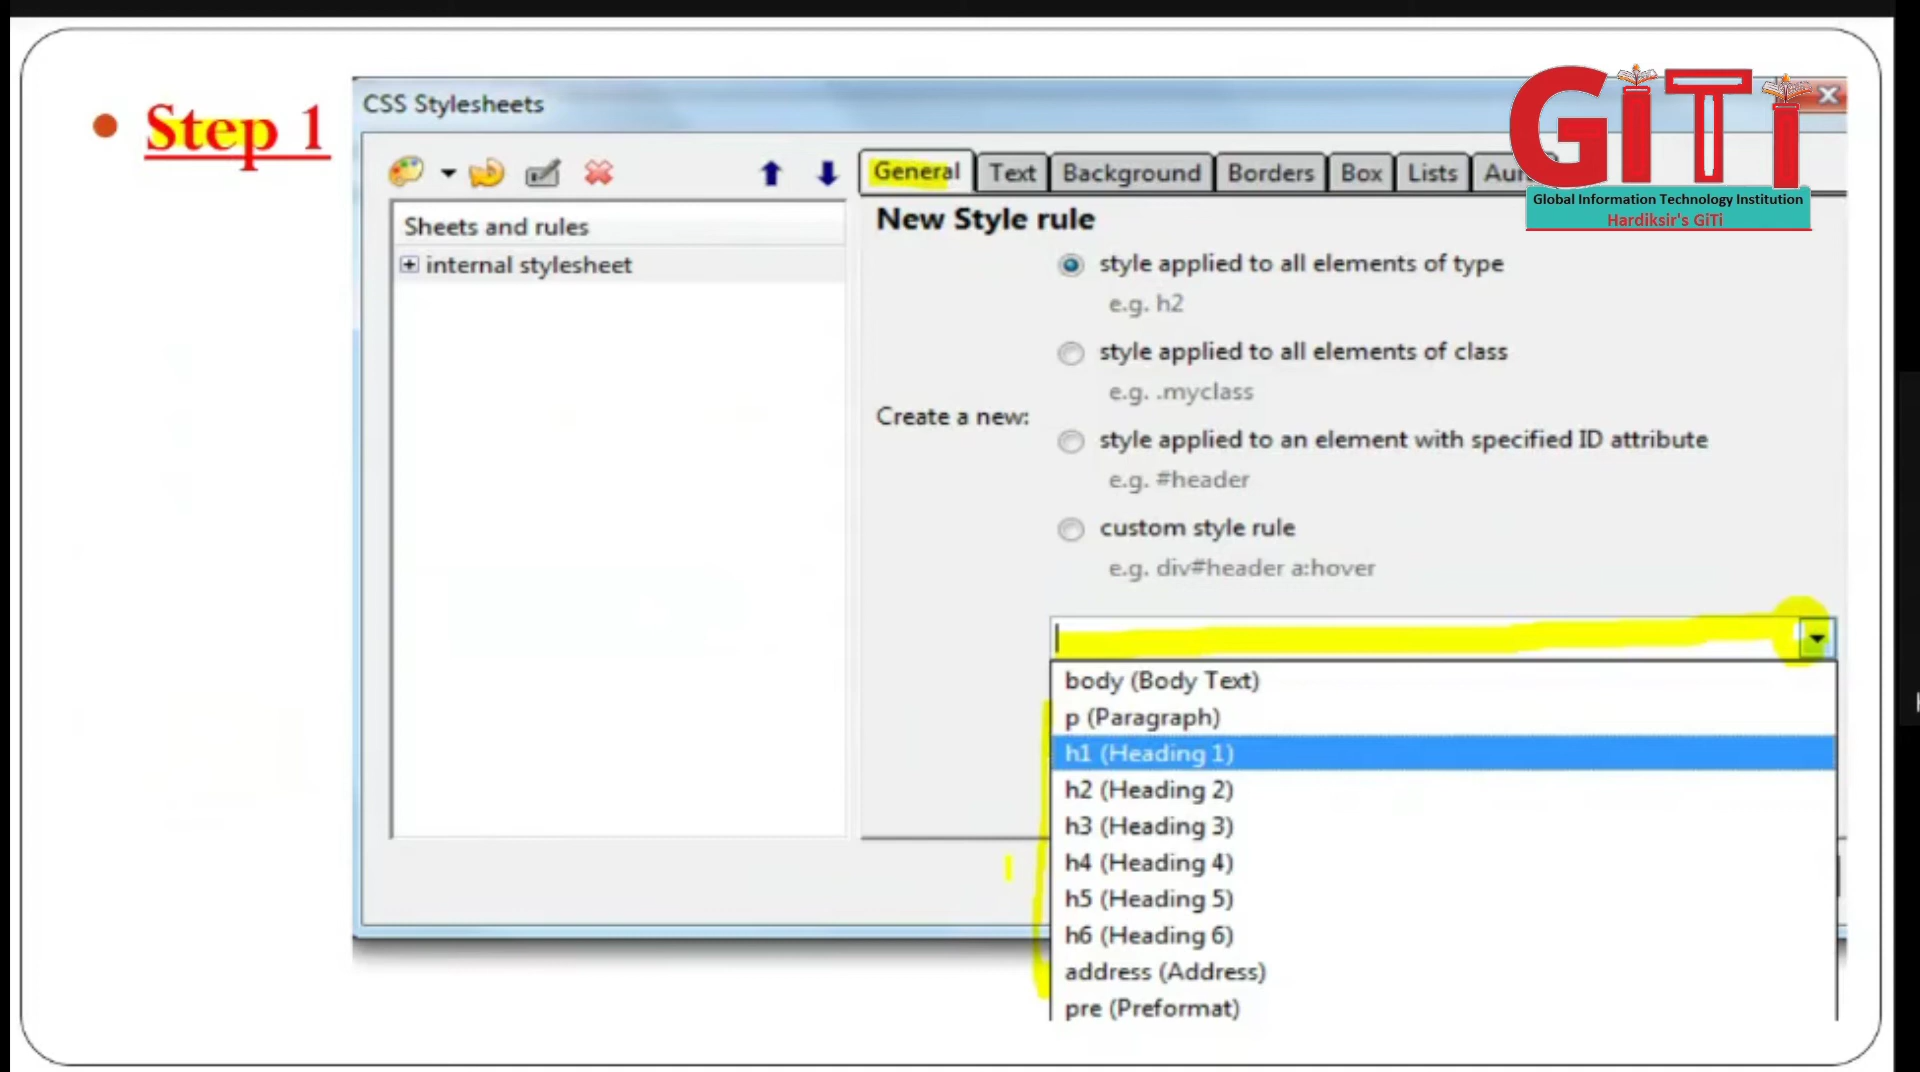 Step 1
CSS Stylesheets
GiTi
Global Information Technology Institution
Hardiksir's GiTi
General Text Background Borders Box Lists
Sheets and rules
internal stylesheet
New Style rule
style applied to all elements of type
e.g. h2
style applied to all elements of class
e.g. .myclass
Create a new:
style applied to an element with specified ID attribute
e.g. #header
custom style rule
e.g. div#header a:hover
body (Body Text)
p (Paragraph)
h1 (Heading 1)
h2 (Heading 2)
h3 (Heading 3)
h4 (Heading 4)
h5 (Heading 5)
h6 (Heading 6)
address (Address)
pre (Preformat)